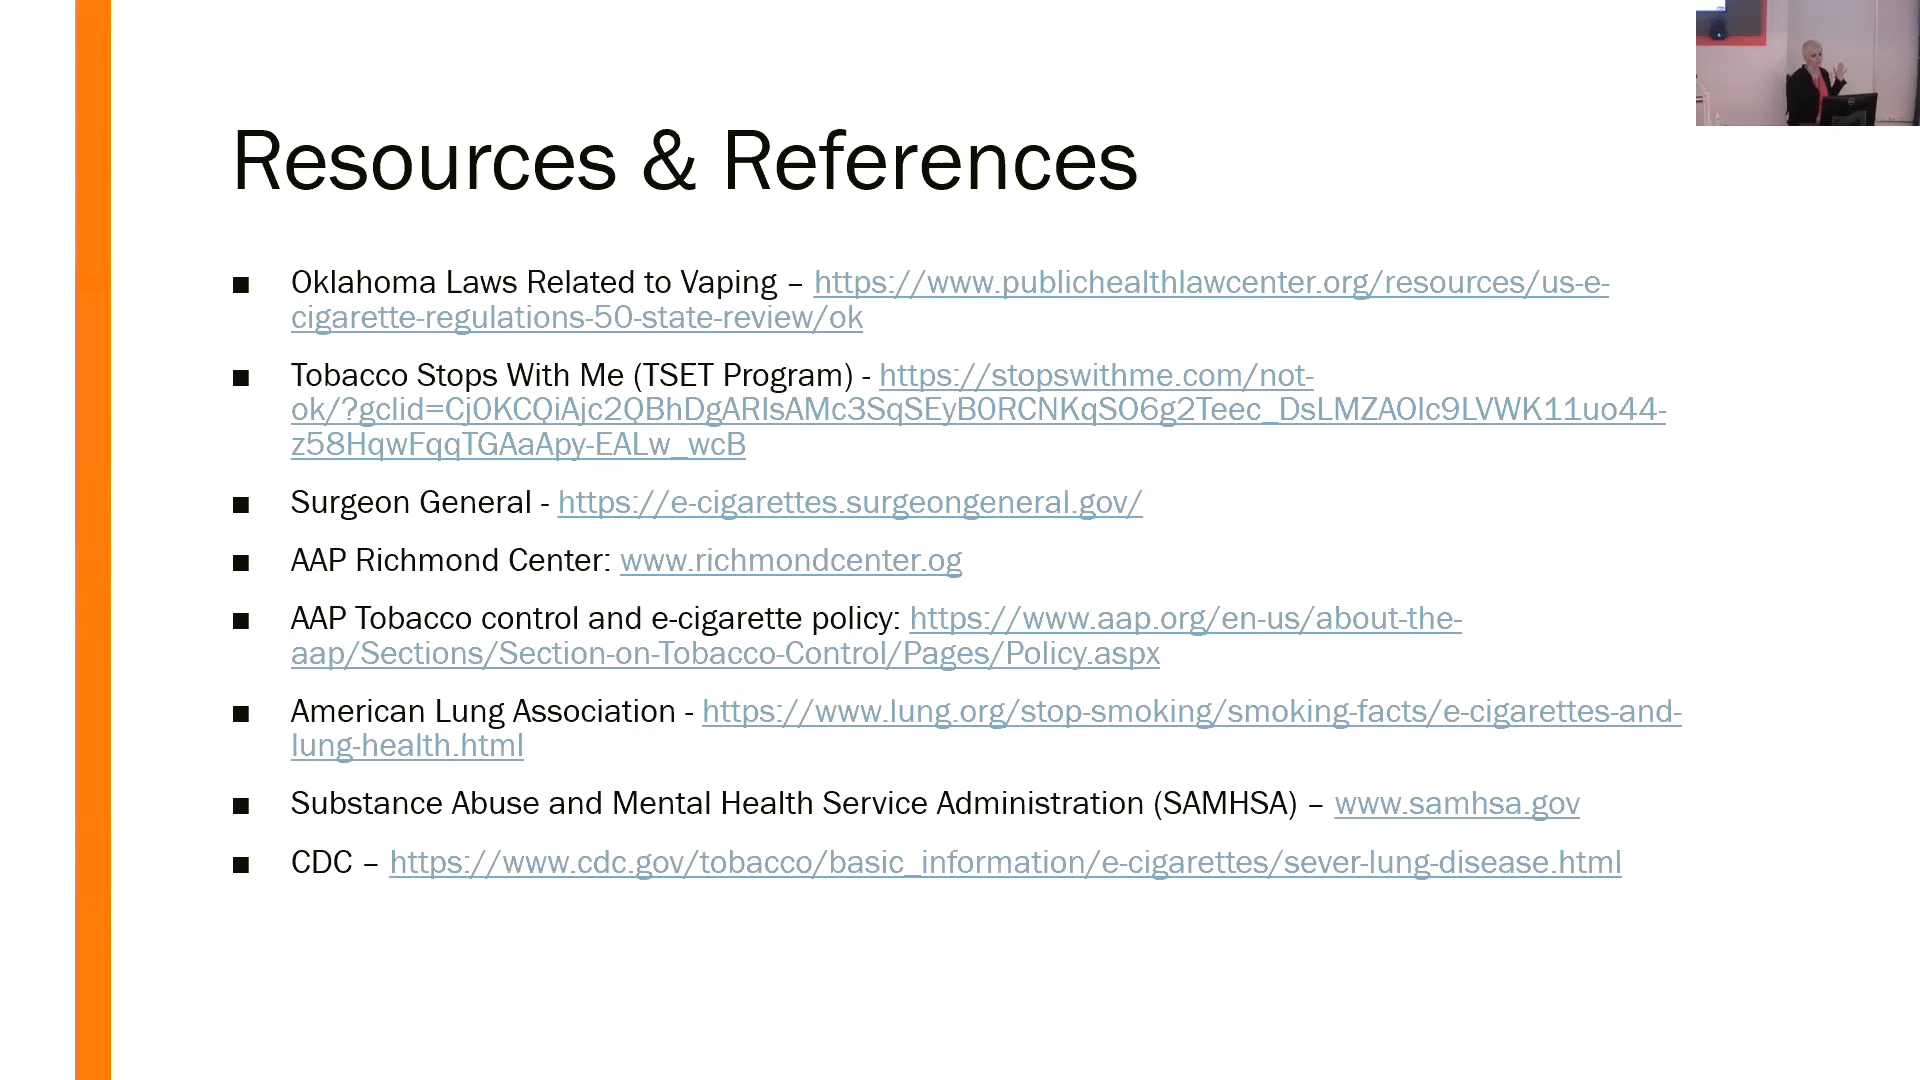 Resources & References
Oklahoma Laws Related to Vaping – https://www.publichealthlawcenter.org/resources/us-e-
cigarette-regulations-50-state-review/ok
Tobacco Stops With Me (TSET Program) - https://stopswithme.com/not-
ok/?gclid=Cj0KCQiAjc2QBhDgARIsAMc3SqSEyB0RCNKqSO6g2Teec_DsLMZAOlc9LVWK11uo44-
z58HqwFqqTGAaApy-EALw_wcB
Surgeon General - https://e-cigarettes.surgeongeneral.gov/
AAP Richmond Center: www.richmondcenter.og
AAP Tobacco control and e-cigarette policy: https://www.aap.org/en-us/about-the-
aap/Sections/Section-on-Tobacco-Control/Pages/Policy.aspx
American Lung Association - https://www.lung.org/stop-smoking/smoking-facts/e-cigarettes-and-
lung-health.html
Substance Abuse and Mental Health Service Administration (SAMHSA) – www.samhsa.gov
CDC – https://www.cdc.gov/tobacco/basic_information/e-cigarettes/sever-lung-disease.html